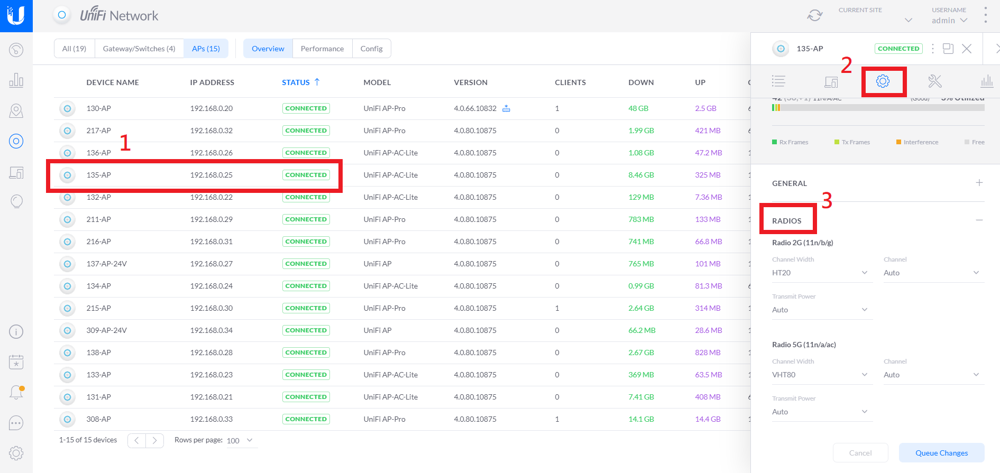 UniFi Network
CURRENT SITE
USERNAME
admin
All (19)
Gateway/Switches (4)
APs (15)
Overview
Performance
Config
DEVICE NAME IP ADDRESS STATUS MODEL VERSION CLIENTS DOWN UP
130-AP 192.168.0.20 CONNECTED UniFi AP-Pro 4.0.66.10832 1 48 GB 2.5 GB
217-AP 192.168.0.32 CONNECTED UniFi AP-Pro 4.0.80.10875 0 1.99 GB 421 MB
1
136-AP 192.168.0.26 CONNECTED UniFi AP-AC-Lite 4.0.80.10875 0 1.08 GB 47.2 MB
135-AP 192.168.0.25 CONNECTED UniFi AP-AC-Lite 4.0.80.10875 0 8.46 GB 325 MB
132-AP 192.168.0.22 CONNECTED UniFi AP-AC-Lite 4.0.80.10875 0 129 MB 7.36 MB
211-AP 192.168.0.29 CONNECTED UniFi AP-Pro 4.0.80.10875 0 783 MB 133 MB
216-AP 192.168.0.31 CONNECTED UniFi AP-Pro 4.0.80.10875 0 741 MB 66.8 MB
137-AP-24V 192.168.0.27 CONNECTED UniFi AP 4.0.80.10875 0 765 MB 101 MB
134-AP 192.168.0.24 CONNECTED UniFi AP-AC-Lite 4.0.80.10875 0 0.99 GB 81.3 MB
215-AP 192.168.0.30 CONNECTED UniFi AP-Pro 4.0.80.10875 1 2.64 GB 314 MB
309-AP-24V 192.168.0.34 CONNECTED UniFi AP 4.0.80.10875 0 66.2 MB 28.6 MB
138-AP 192.168.0.28 CONNECTED UniFi AP-Pro 4.0.80.10875 0 2.67 GB 828 MB
133-AP 192.168.0.23 CONNECTED UniFi AP-AC-Lite 4.0.80.10875 0 369 MB 63.5 MB
131-AP 192.168.0.21 CONNECTED UniFi AP-AC-Lite 4.0.80.10875 0 7.41 GB 408 MB
308-AP 192.168.0.33 CONNECTED UniFi AP-Pro 4.0.80.10875 1 14.1 GB 14.4 GB
1-15 of 15 devices Rows per page: 100
135-AP CONNECTED
2
42 (36,+1) 11N/A/AC (Good) 3% Utilized
Rx Frames Tx Frames Interference Free
GENERAL
3
RADIOS
Radio 2G (11n/b/g)
Channel Width Channel
HT20 Auto
Transmit Power
Auto
Radio 5G (11n/a/ac)
Channel Width Channel
VHT80 Auto
Transmit Power
Auto
Cancel Queue Changes